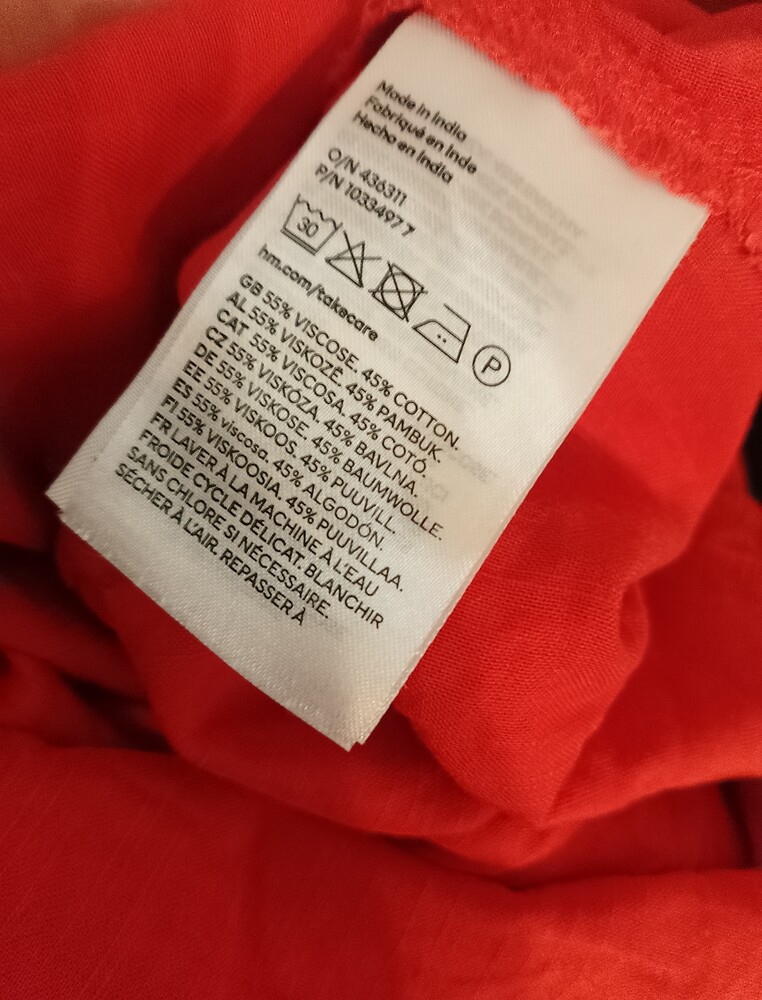 Made in India
Fabriqué en Inde
Hecho en India
O/N 436311
P/N 10334977
30
P
hm.com/takecare
GB 55% VISCOSE. 45% COTTON.
AL 55% VISKOZË. 45% PAMBUK.
CAT 55% VISCOSA. 45% COTÓ.
CZ 55% VISKÓZA. 45% BAVLNA.
DE 55% VISKOSE. 45% BAUMWOLLE.
EE 55% VISKOOS. 45% PUUVILL.
ES 55% viscosa. 45% ALGODÓN.
FI 55% VISKOOSIA. 45% PUUVILLAA.
FR LAVER À LA MACHINE À L'EAU
FROIDE CYCLE DÉLICAT. BLANCHIR
SANS CHLORE SI NÉCESSAIRE.
SÉCHER À L'AIR. REPASSER À